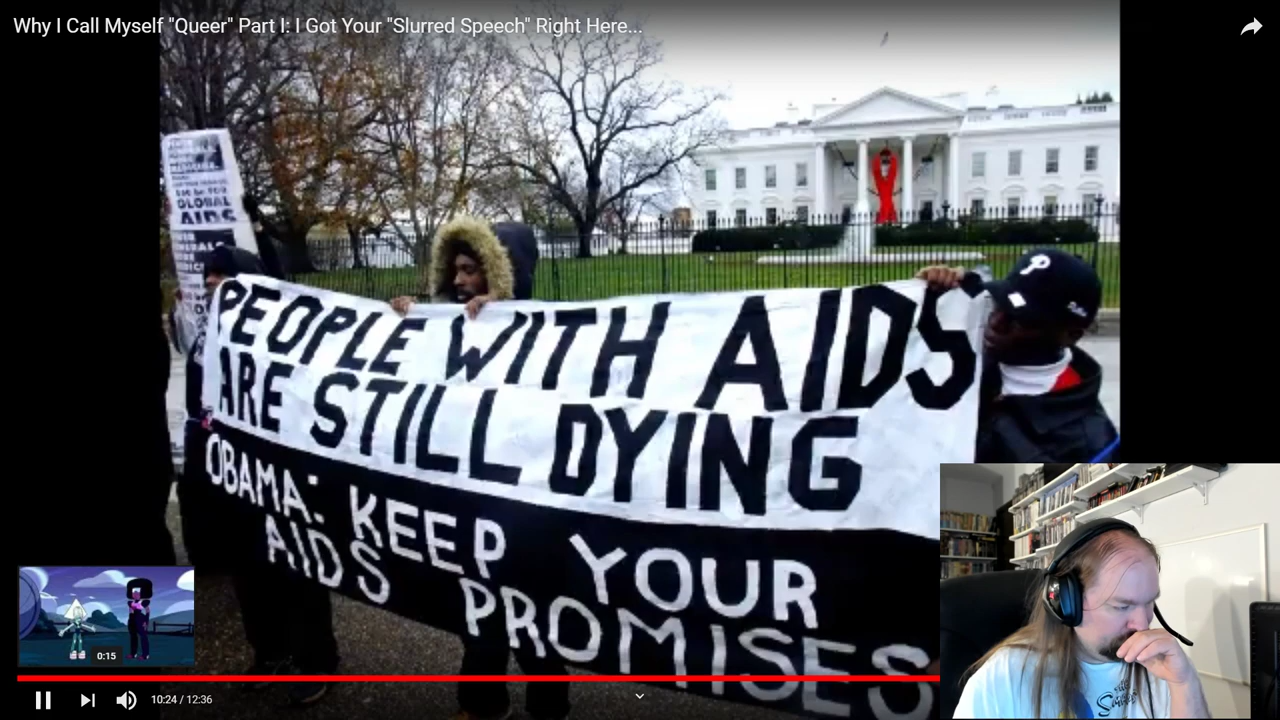 Why I Call Myself "Queer" Part I: I Got Your "Slurred Speech" Right Here...
GLOBAL
AIDS
PEOPLE WITH AIDS
ARE STILL DYING
OBAMA: KEEP YOUR
AIDS PROMISES
P
0:15
10:24 / 12:36